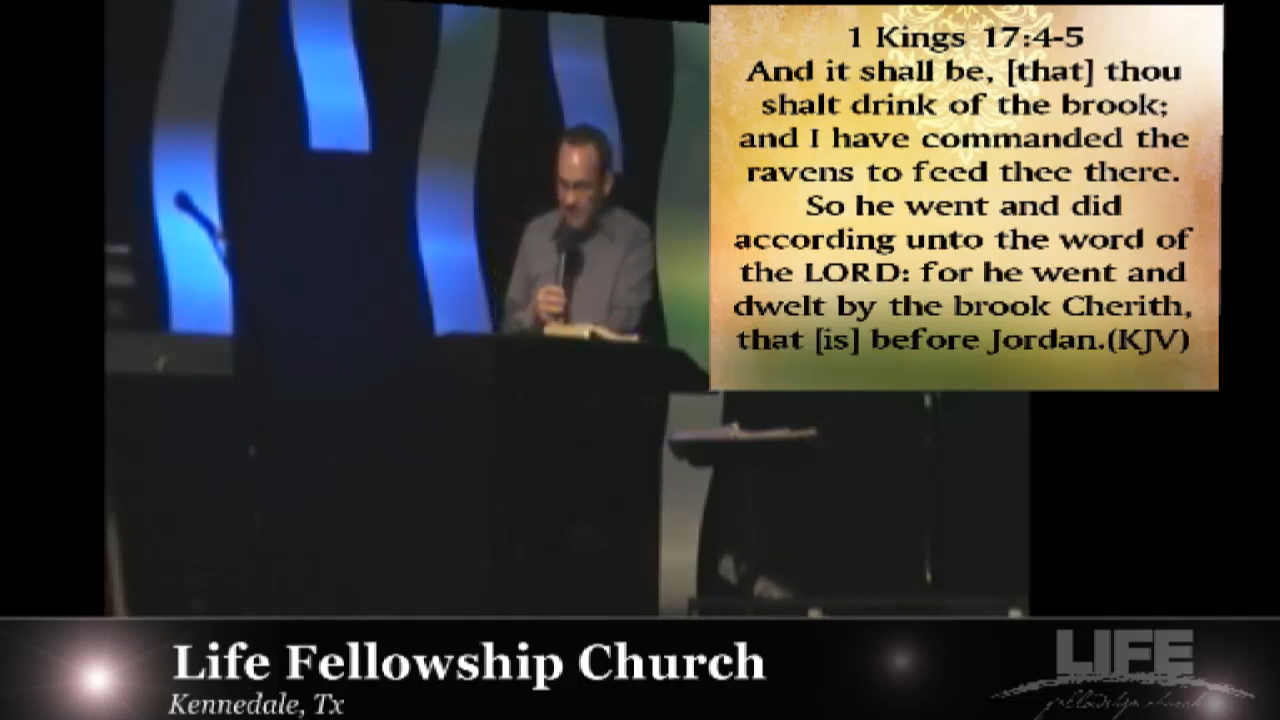 1 Kings 17:4-5
And it shall be, [that] thou
shalt drink of the brook;
and I have commanded the
ravens to feed thee there.
So he went and did
according unto the word of
the LORD: for he went and
dwelt by the brook Cherith,
that [is] before Jordan.(KJV)
Life Fellowship Church
Kennedale, Tx
LIFE
fellowship church